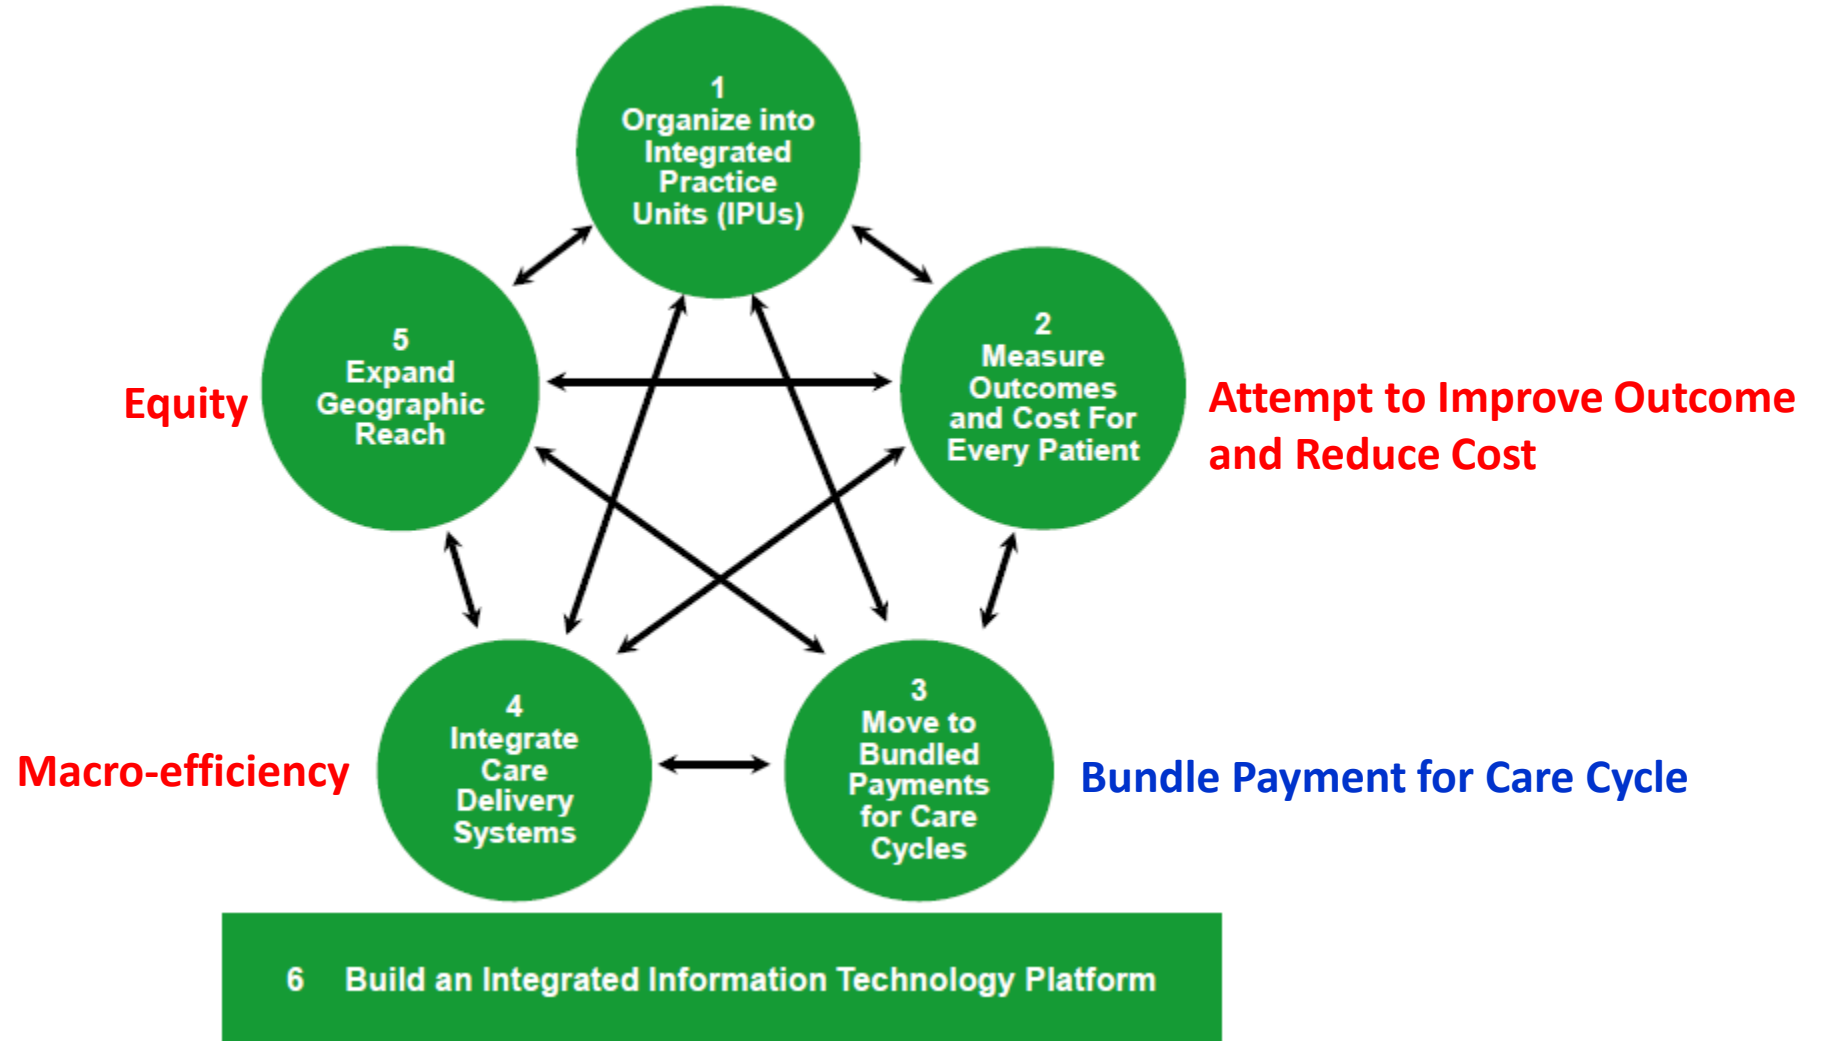 1
Organize into
Integrated
Practice
Units (IPUs)
5
Expand
Geographic
Reach
Equity
2
Measure
Outcomes
and Cost For
Every Patient
Attempt to Improve Outcome
and Reduce Cost
4
Integrate
Care
Delivery
Systems
Macro-efficiency
3
Move to
Bundled
Payments
for Care
Cycles
Bundle Payment for Care Cycle
6 Build an Integrated Information Technology Platform